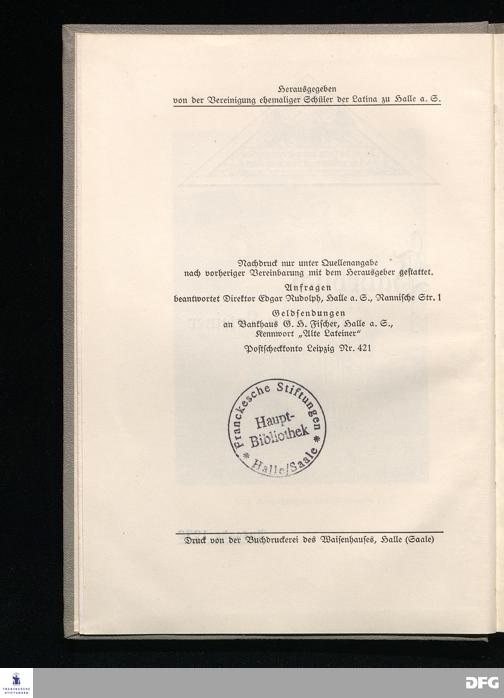 Herausgegeben
von der Vereinigung ehemaliger Schüler der Latina zu Halle a. S.
Nachdruck nur unter Quellenangabe
nach vorheriger Vereinbarung mit dem Herausgeber gestattet.
Anfragen
beantwortet Direktor Edgar Rudolph, Halle a. S., Rannische Str. 1
Geldsendungen
an Bankhaus G. H. Fischer, Halle a. S.,
Kennwort „Alte Lateiner“
Postscheckkonto Leipzig Nr. 421
Franckesche Stiftungen
Haupt-
Bibliothek
* Halle/Saale *
Druck von der Buchdruckerei des Waisenhauses, Halle (Saale)
FRANCKESCHE
STIFTUNGEN
DFG